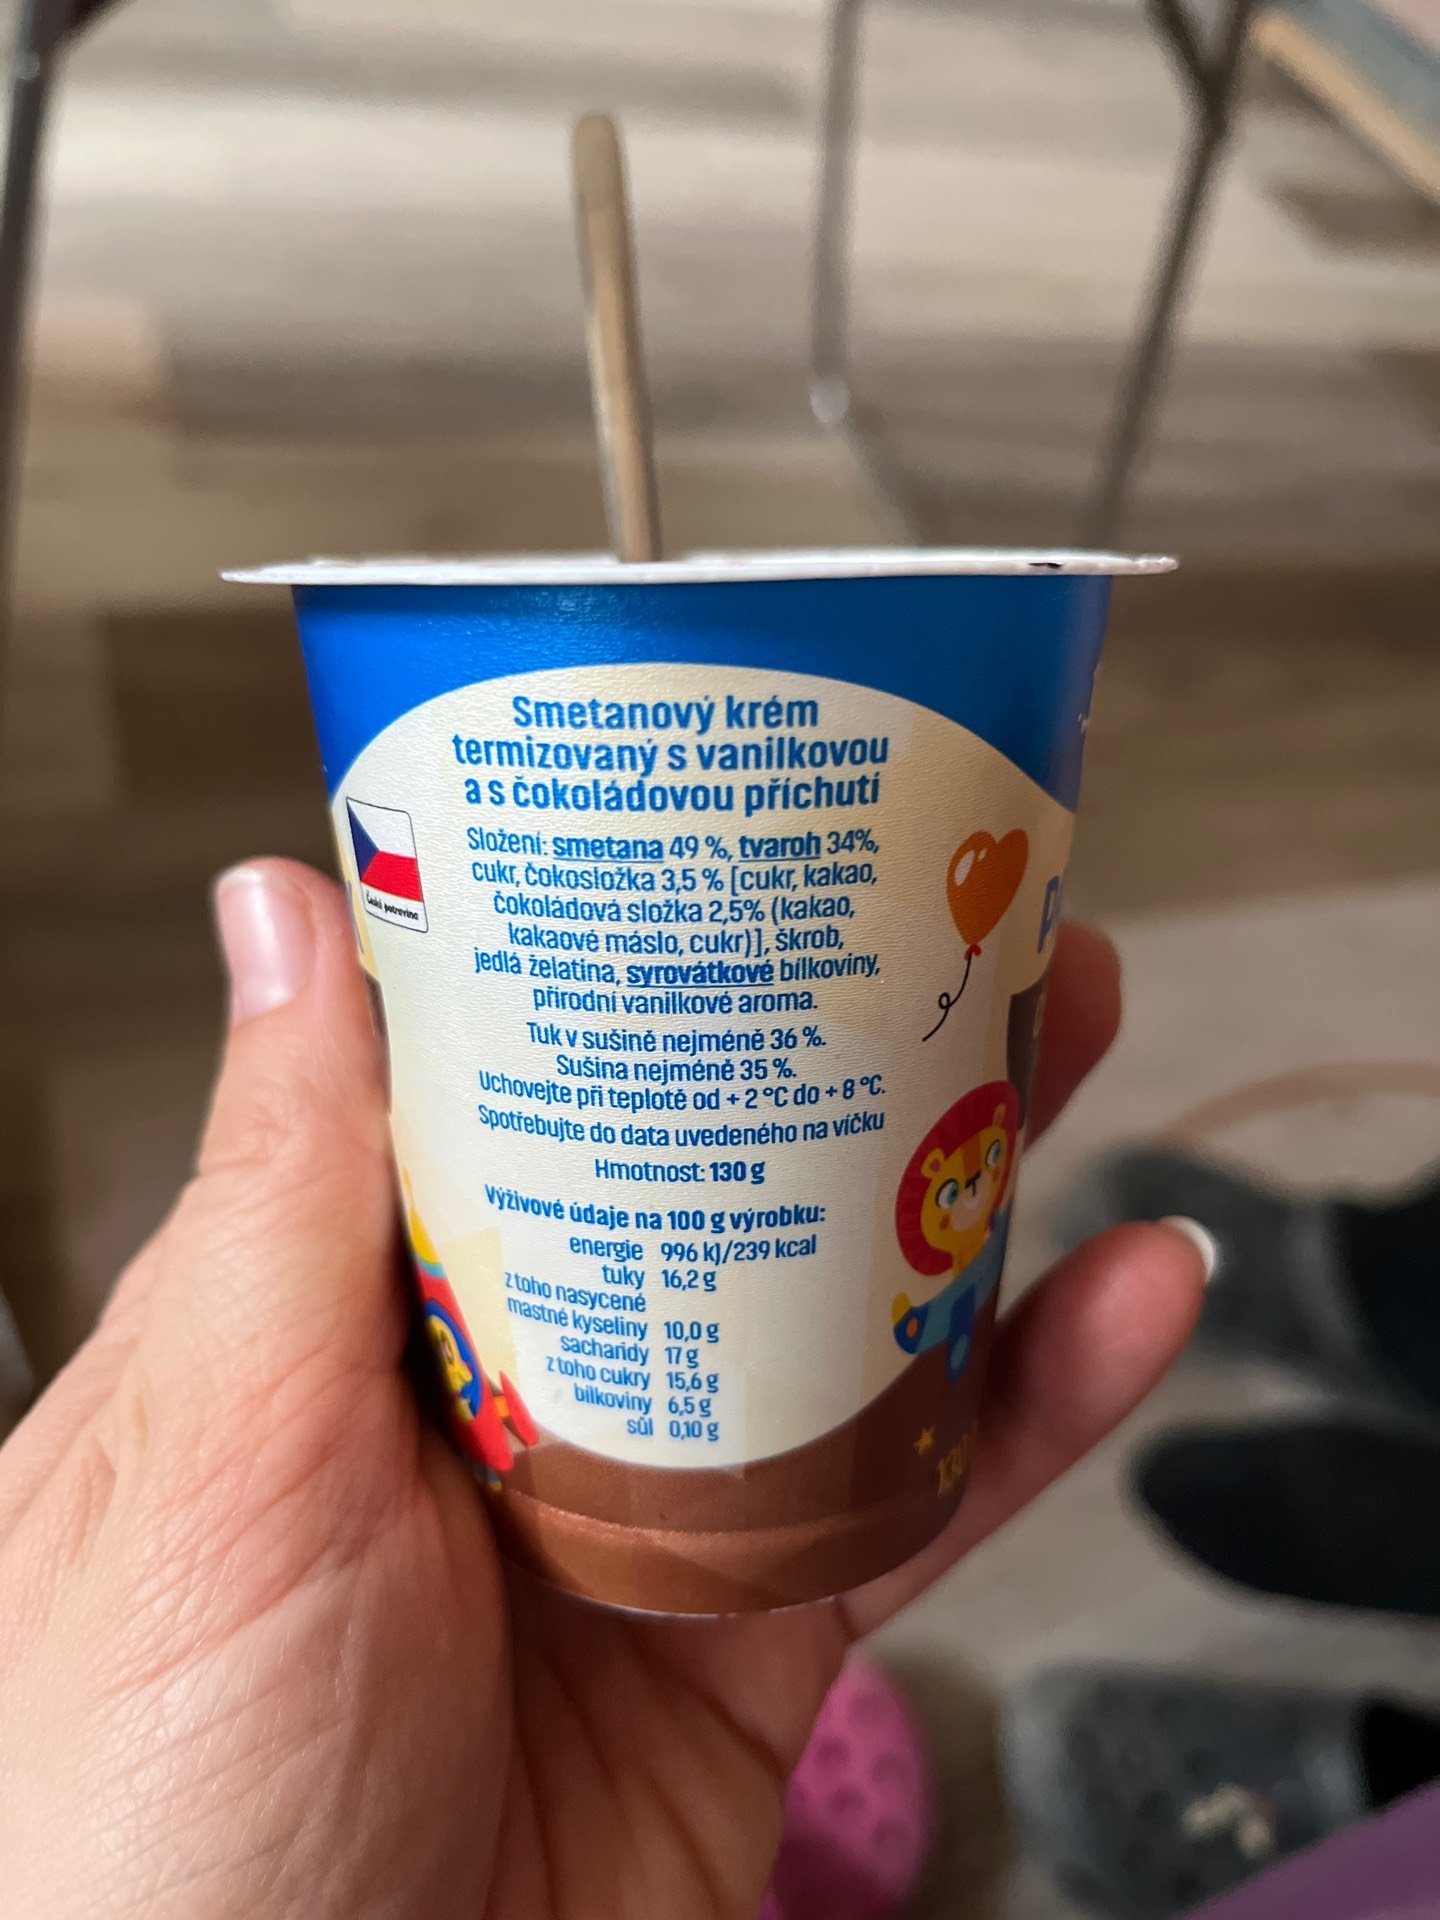 Smetanový krém
termizovaný s vanilkovou
a s čokoládovou příchutí
Složení: smetana 49 %, tvaroh 34%,
cukr, čokosložka 3,5 % [cukr, kakao,
čokoládová složka 2,5% (kakao,
kakaové máslo, cukr)], škrob,
jedlá želatina, syrovátkové bílkoviny,
přírodní vanilkové aroma.
Tuk v sušině nejméně 36 %.
Sušina nejméně 35 %.
Uchovejte při teplotě od + 2 °C do + 8 °C.
Spotřebujte do data uvedeného na víčku
Hmotnost: 130 g
Výživové údaje na 100 g výrobku:
energie 996 kJ/239 kcal
tuky 16,2 g
z toho nasycené
mastné kyseliny 10,0 g
sacharidy 17 g
z toho cukry 15,6 g
bílkoviny 6,5 g
sůl 0,10 g
Česká potravina